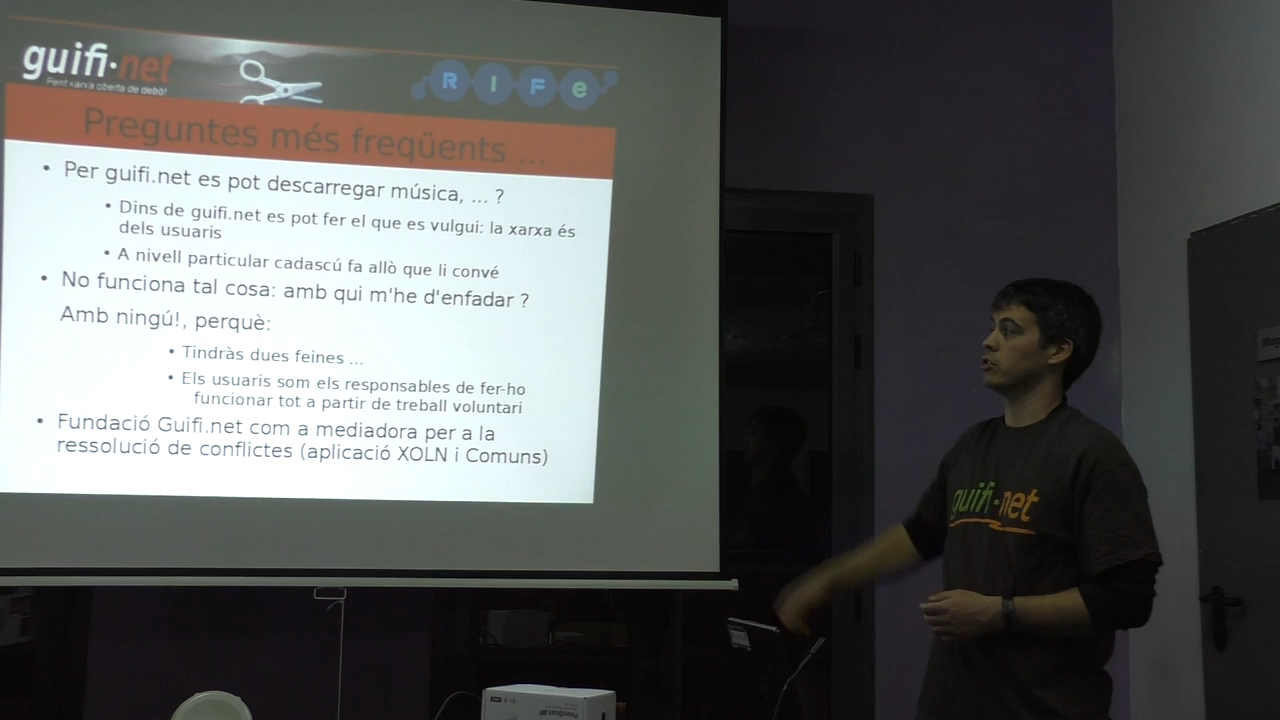 guifi·net
Fent xarxa oberta de debò!
R I F e
Preguntes més freqüents ...
• Per guifi.net es pot descarregar música, ... ?
• Dins de guifi.net es pot fer el que es vulgui: la xarxa és
dels usuaris
• A nivell particular cadascú fa allò que li convé
• No funciona tal cosa: amb qui m'he d'enfadar ?
Amb ningú!, perquè:
• Tindràs dues feines ...
• Els usuaris som els responsables de fer-ho
funcionar tot a partir de treball voluntari
• Fundació Guifi.net com a mediadora per a la
ressolució de conflictes (aplicació XOLN i Comuns)
guifi·net